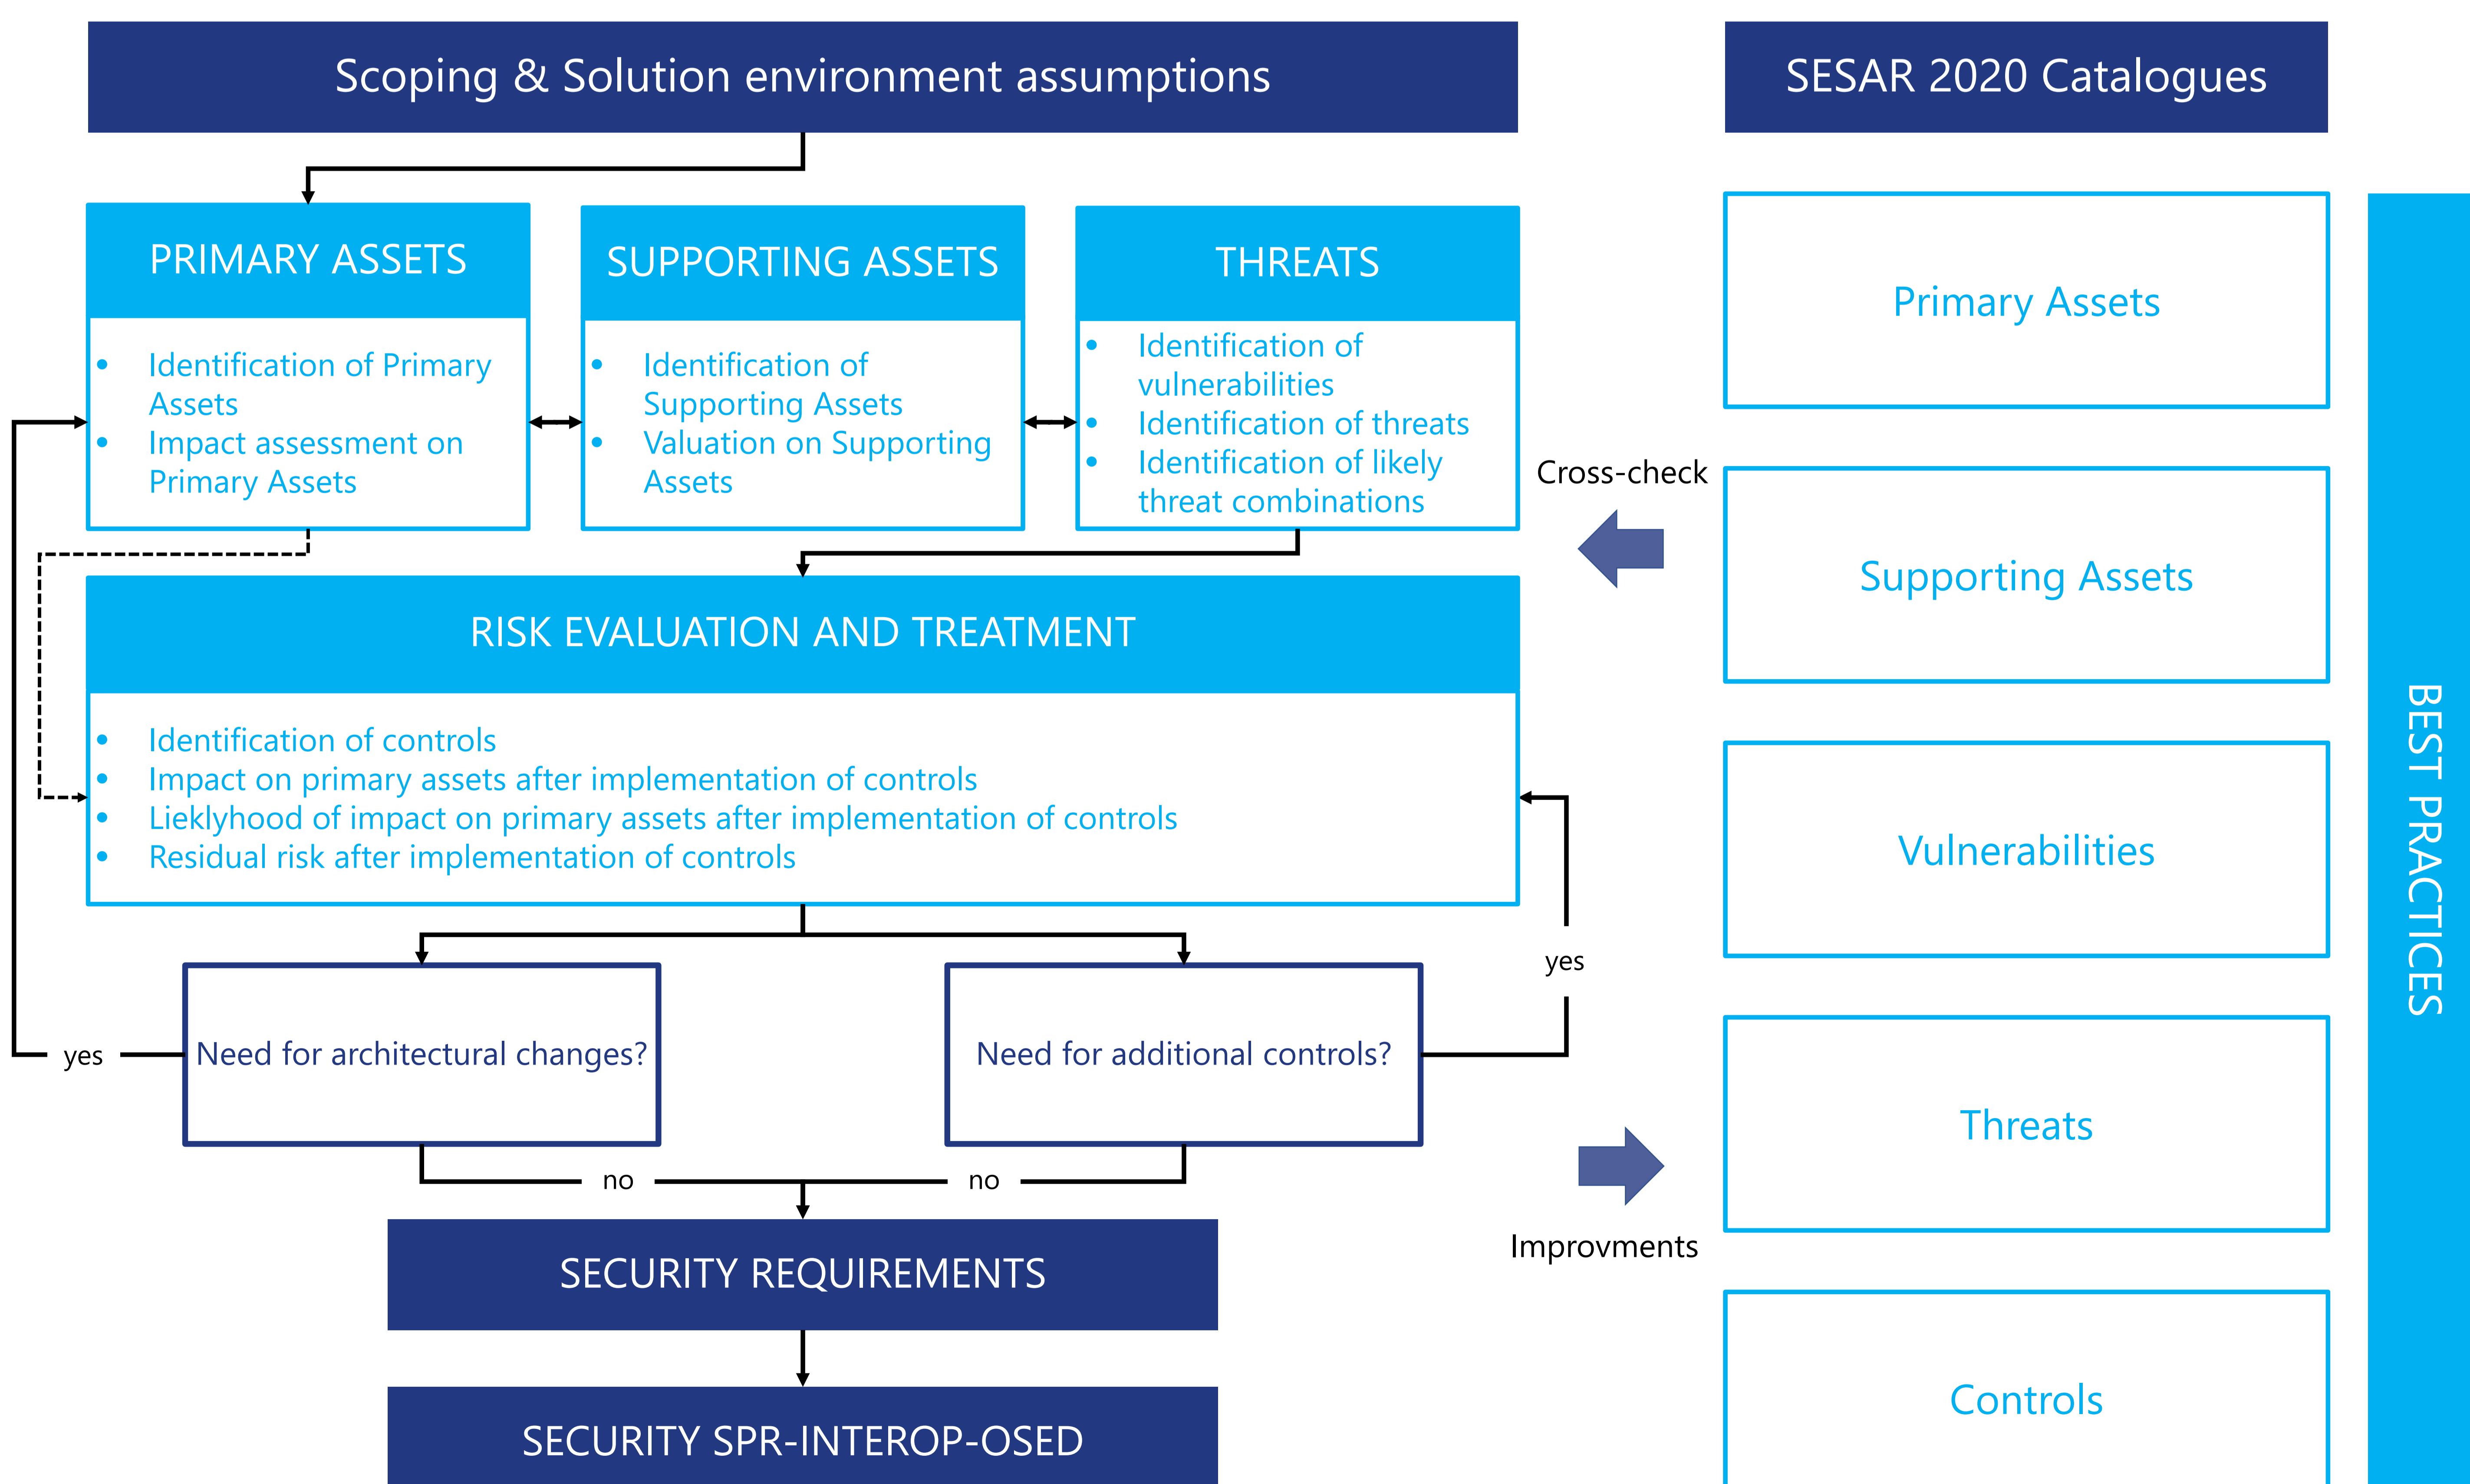 Scoping & Solution environment assumptions
SESAR 2020 Catalogues
PRIMARY ASSETS
• Identification of Primary
Assets
• Impact assessment on
Primary Assets
SUPPORTING ASSETS
• Identification of
Supporting Assets
• Valuation on Supporting
Assets
THREATS
• Identification of
vulnerabilities
• Identification of threats
• Identification of likely
threat combinations
Cross-check
RISK EVALUATION AND TREATMENT
• Identification of controls
• Impact on primary assets after implementation of controls
• Lieklyhood of impact on primary assets after implementation of controls
• Residual risk after implementation of controls
yes
Need for architectural changes?
Need for additional controls?
yes
no
no
Improvments
SECURITY REQUIREMENTS
SECURITY SPR-INTEROP-OSED
Primary Assets
Supporting Assets
Vulnerabilities
Threats
Controls
BEST PRACTICES